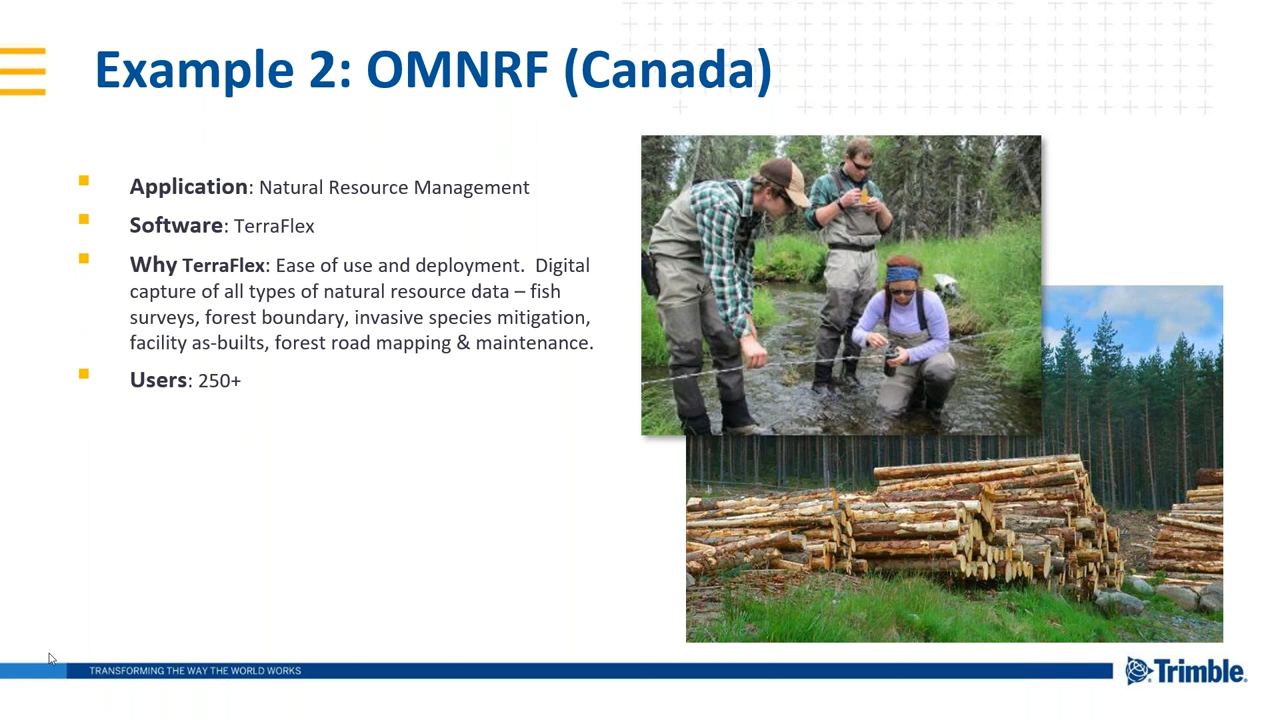 Example 2: OMNRF (Canada)
Application: Natural Resource Management
Software: TerraFlex
Why TerraFlex: Ease of use and deployment.  Digital
capture of all types of natural resource data – fish
surveys, forest boundary, invasive species mitigation,
facility as-builts, forest road mapping & maintenance.
Users: 250+
TRANSFORMING THE WAY THE WORLD WORKS
Trimble.